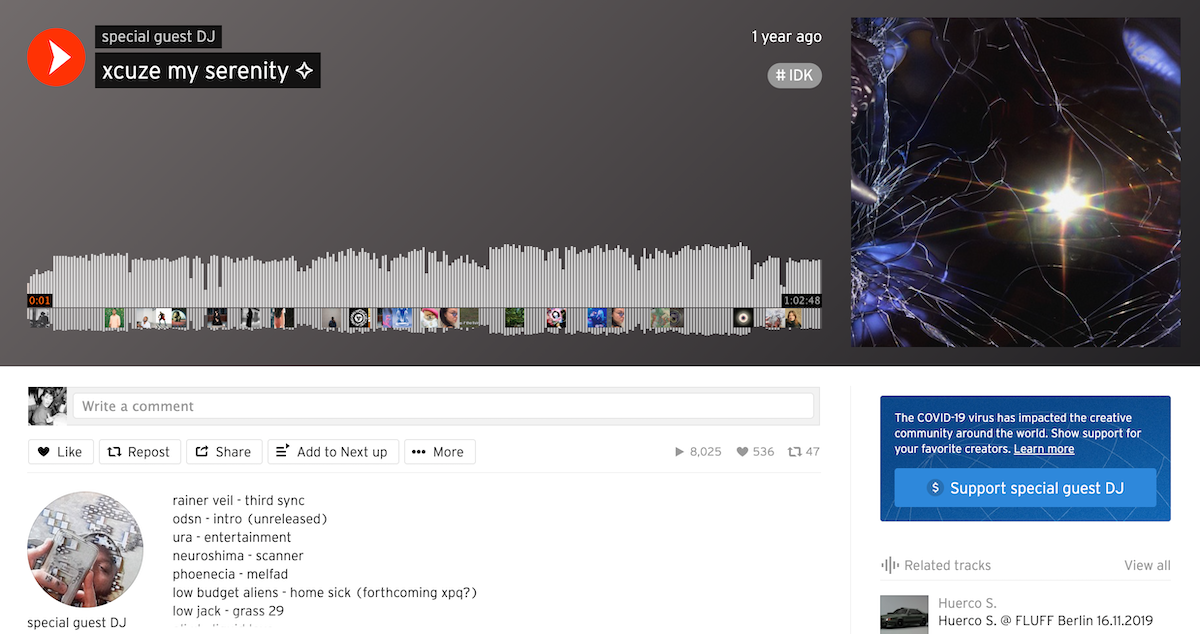 special guest DJ
xcuze my serenity ✧
1 year ago
# IDK
0:01
1:02:48
Write a comment
Like
Repost
Share
Add to Next up
More
8,025
536
47
rainer veil - third sync
odsn - intro (unreleased)
ura - entertainment
neuroshima - scanner
phoenecia - melfad
low budget aliens - home sick (forthcoming xpq?)
low jack - grass 29
special guest DJ
The COVID-19 virus has impacted the creative
community around the world. Show support for
your favorite creators. Learn more
$ Support special guest DJ
Related tracks
View all
Huerco S.
Huerco S. @ FLUFF Berlin 16.11.2019